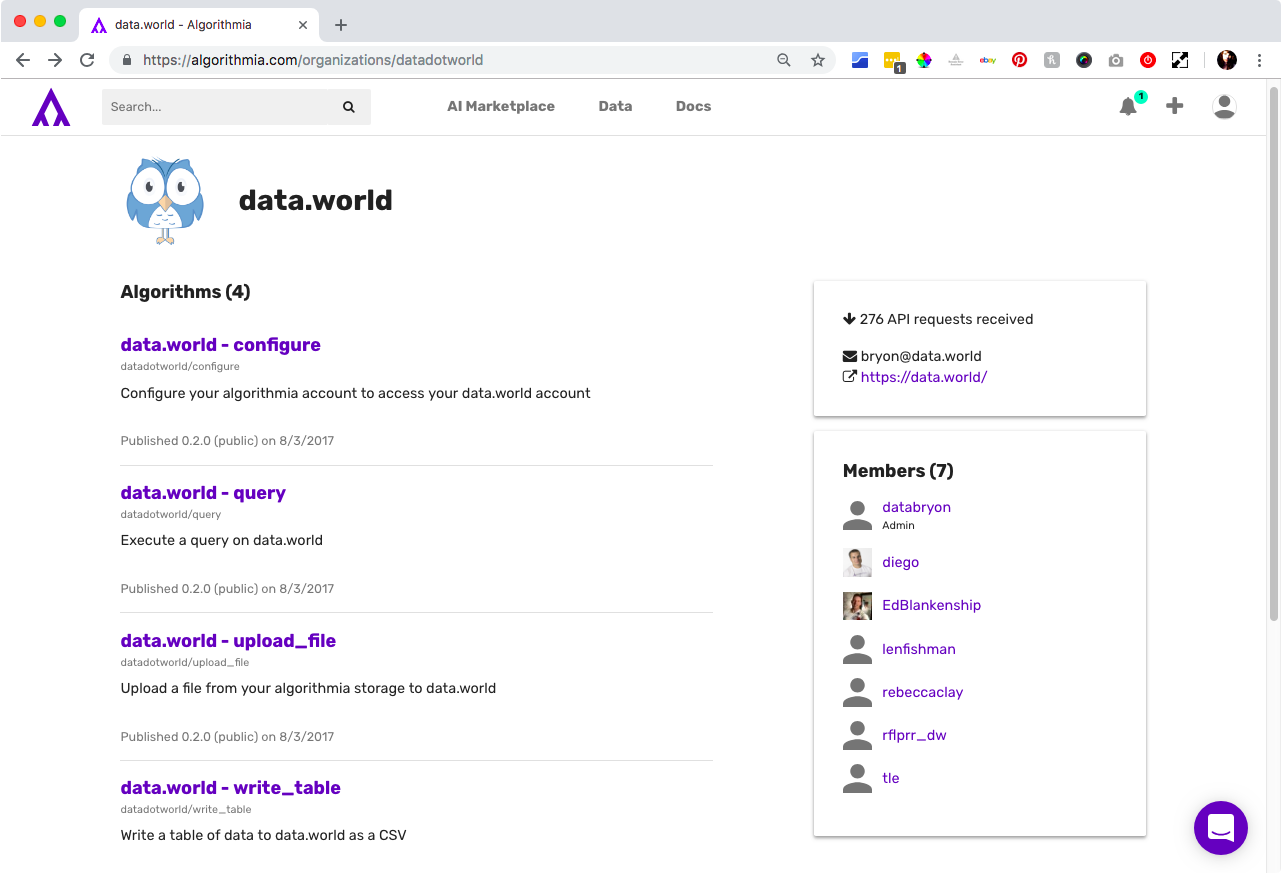 data.world - Algorithmia
https://algorithmia.com/organizations/datadotworld
ebay
1
Search...
AI Marketplace
Data
Docs
1
data.world
Algorithms (4)
data.world - configure
datadotworld/configure
Configure your algorithmia account to access your data.world account
Published 0.2.0 (public) on 8/3/2017
data.world - query
datadotworld/query
Execute a query on data.world
Published 0.2.0 (public) on 8/3/2017
data.world - upload_file
datadotworld/upload_file
Upload a file from your algorithmia storage to data.world
Published 0.2.0 (public) on 8/3/2017
data.world - write_table
datadotworld/write_table
Write a table of data to data.world as a CSV
276 API requests received
bryon@data.world
https://data.world/
Members (7)
databryon
Admin
diego
EdBlankenship
lenfishman
rebeccaclay
rflprr_dw
tle